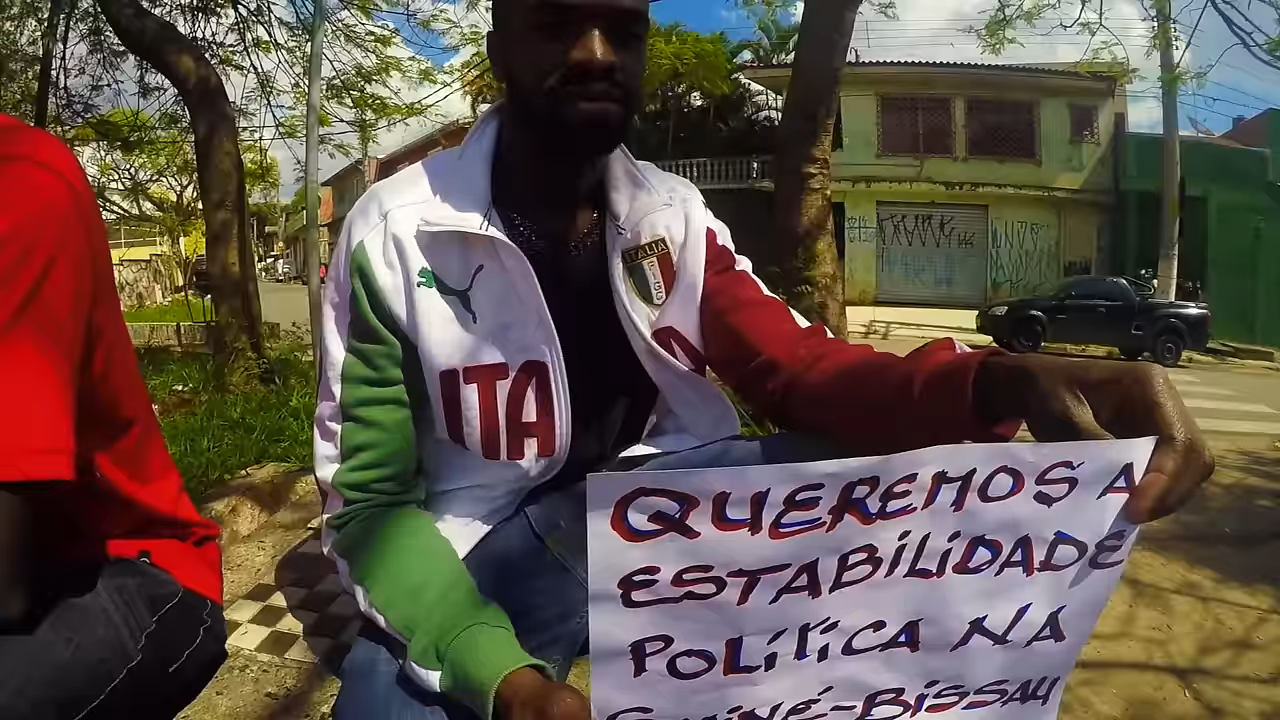 ITALIA
FIGC
ITA
QUEREMOS A
ESTABILIDADE
POLÍTICA NA
GUINÉ-BISSAU